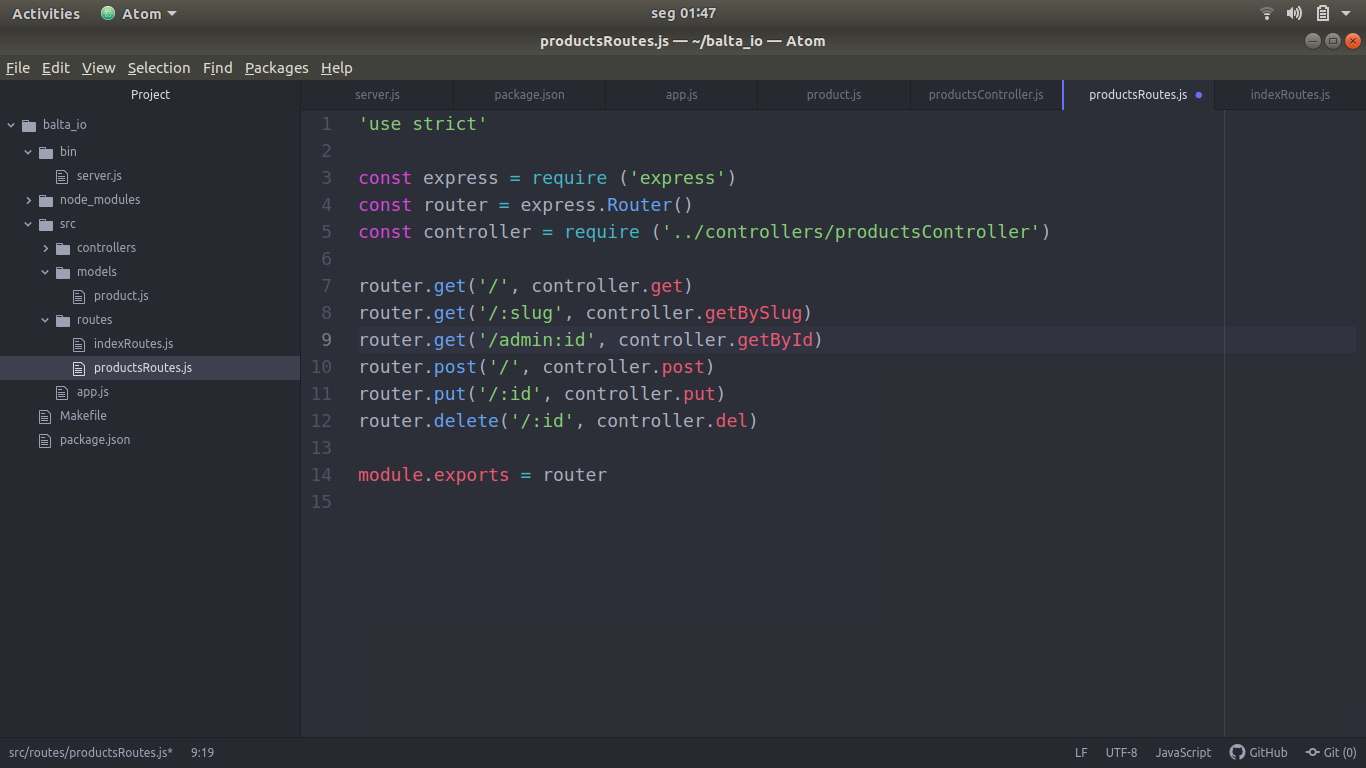 Activities Atom seg 01:47
productsRoutes.js — ~/balta_io — Atom
File Edit View Selection Find Packages Help
Project
balta_io
bin
server.js
node_modules
src
controllers
models
product.js
routes
indexRoutes.js
productsRoutes.js
app.js
Makefile
package.json
server.js package.json app.js product.js productsController.js productsRoutes.js indexRoutes.js
1 'use strict'
2
3 const express = require ('express')
4 const router = express.Router()
5 const controller = require ('../controllers/productsController')
6
7 router.get('/', controller.get)
8 router.get('/:slug', controller.getBySlug)
9 router.get('/admin:id', controller.getById)
10 router.post('/', controller.post)
11 router.put('/:id', controller.put)
12 router.delete('/:id', controller.del)
13
14 module.exports = router
15
src/routes/productsRoutes.js* 9:19 LF UTF-8 JavaScript GitHub Git (0)